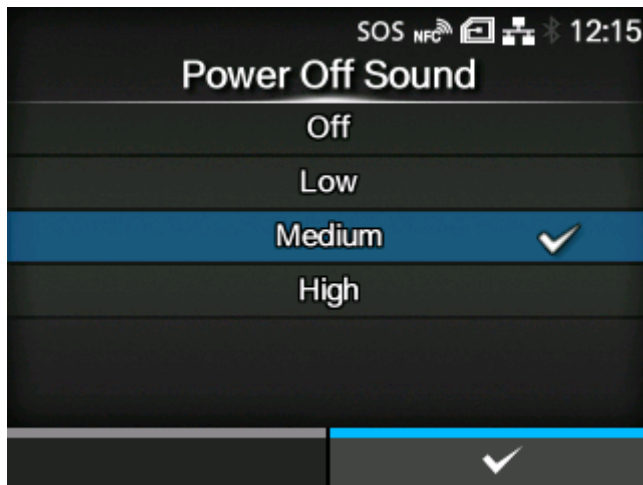 SOS NFC 12:15
Power Off Sound
Off
Low
Medium
High